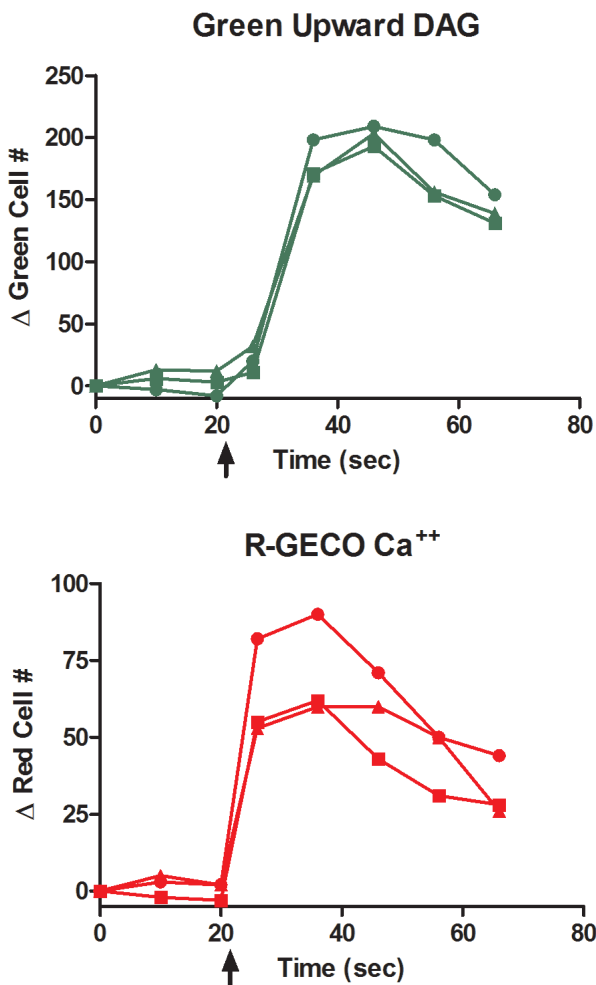 Green Upward DAG
Δ Green Cell #
250
200
150
100
50
0
0 20 40 60 80
Time (sec)
R-GECO Ca++
Δ Red Cell #
100
75
50
25
0
0 20 40 60 80
Time (sec)